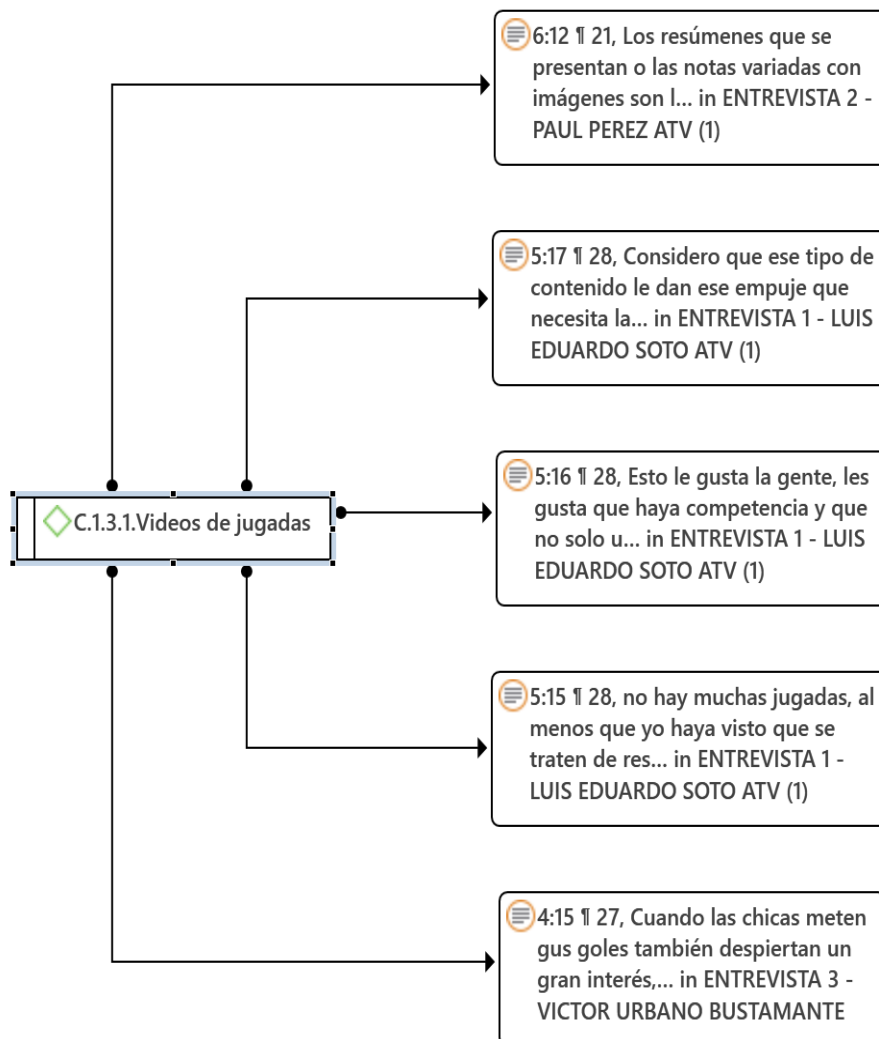 6:12 ¶ 21, Los resúmenes que se
presentan o las notas variadas con
imágenes son l... in ENTREVISTA 2 -
PAUL PEREZ ATV (1)
5:17 ¶ 28, Considero que ese tipo de
contenido le dan ese empuje que
necesita la... in ENTREVISTA 1 - LUIS
EDUARDO SOTO ATV (1)
C.1.3.1.Videos de jugadas
5:16 ¶ 28, Esto le gusta la gente, les
gusta que haya competencia y que
no solo u... in ENTREVISTA 1 - LUIS
EDUARDO SOTO ATV (1)
5:15 ¶ 28, no hay muchas jugadas, al
menos que yo haya visto que se
traten de res... in ENTREVISTA 1 -
LUIS EDUARDO SOTO ATV (1)
4:15 ¶ 27, Cuando las chicas meten
gus goles también despiertan un
gran interés,... in ENTREVISTA 3 -
VICTOR URBANO BUSTAMANTE